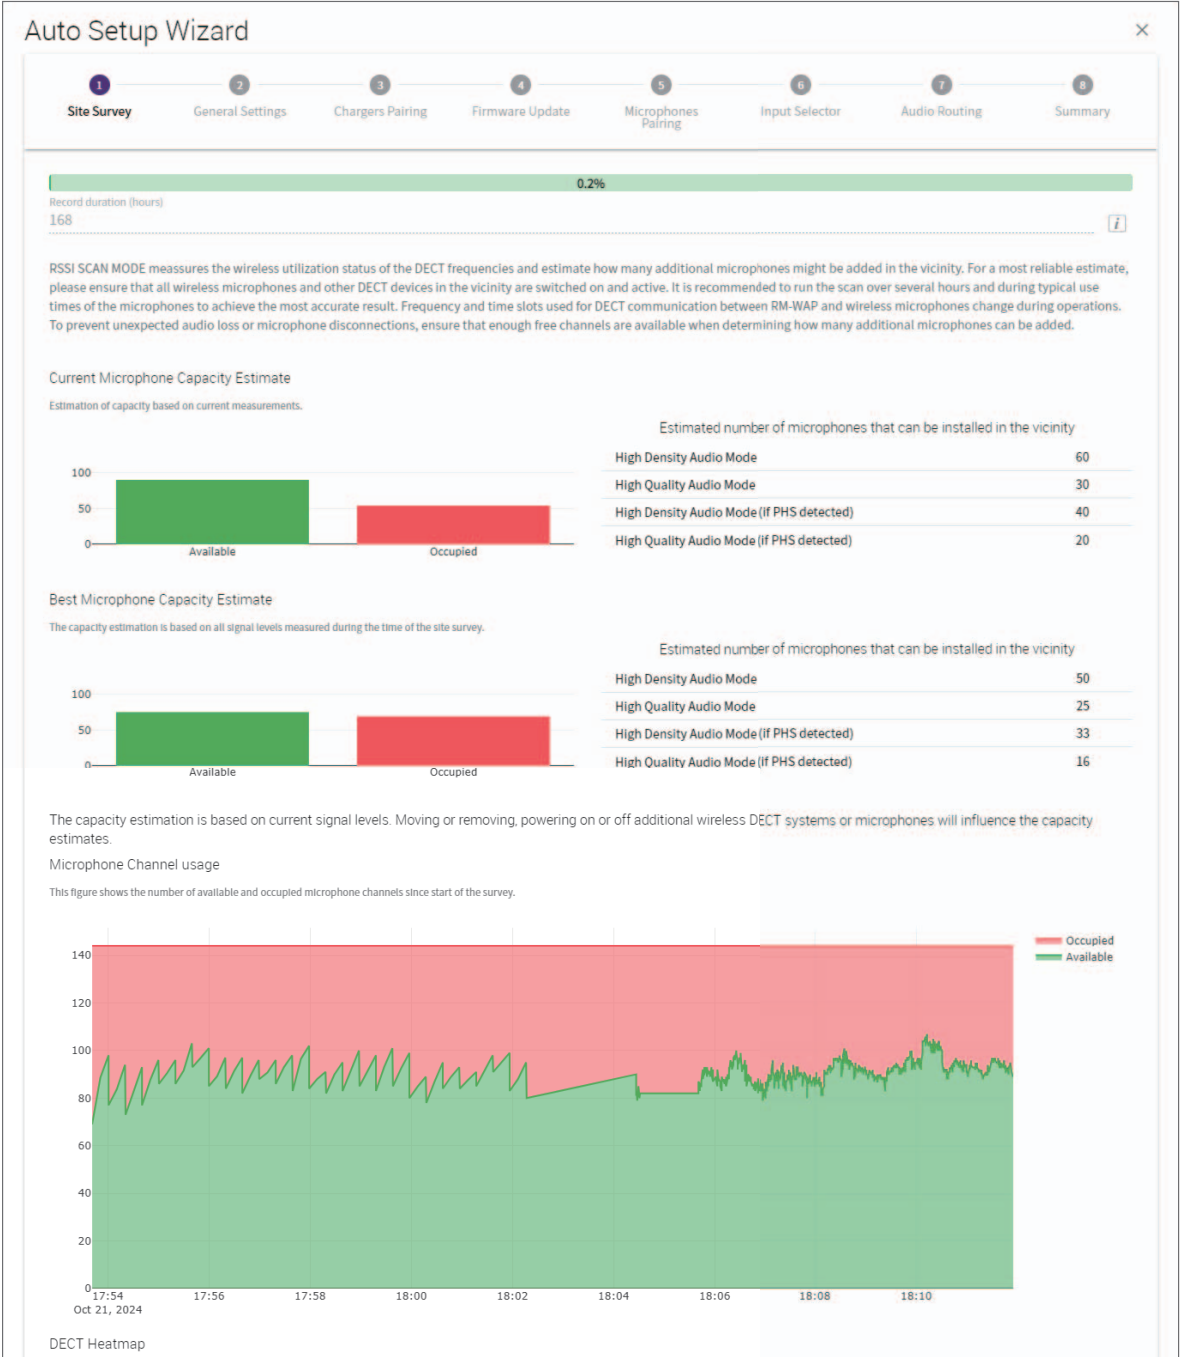 Auto Setup Wizard
×
1 2 3 4 5 6 7 8
Site Survey General Settings Chargers Pairing Firmware Update Microphones Pairing Input Selector Audio Routing Summary
0.2%
Record duration (hours)
168
i
RSSI SCAN MODE meassures the wireless utilization status of the DECT frequencies and estimate how many additional microphones might be added in the vicinity. For a most reliable estimate,
please ensure that all wireless microphones and other DECT devices in the vicinity are switched on and active. It is recommended to run the scan over several hours and during typical use
times of the microphones to achieve the most accurate result. Frequency and time slots used for DECT communication between RM-WAP and wireless microphones change during operations.
To prevent unexpected audio loss or microphone disconnections, ensure that enough free channels are available when determining how many additional microphones can be added.
Current Microphone Capacity Estimate
Estimation of capacity based on current measurements.
100
50
0
Available Occupied
Estimated number of microphones that can be installed in the vicinity
High Density Audio Mode 60
High Quality Audio Mode 30
High Density Audio Mode (if PHS detected) 40
High Quality Audio Mode (if PHS detected) 20
Best Microphone Capacity Estimate
The capacity estimation is based on all signal levels measured during the time of the site survey.
100
50
0
Available Occupied
Estimated number of microphones that can be installed in the vicinity
High Density Audio Mode 50
High Quality Audio Mode 25
High Density Audio Mode (if PHS detected) 33
High Quality Audio Mode (if PHS detected) 16
The capacity estimation is based on current signal levels. Moving or removing, powering on or off additional wireless DECT systems or microphones will influence the capacity
estimates.
Microphone Channel usage
This figure shows the number of available and occupied microphone channels since start of the survey.
140
120
100
80
60
40
20
0
17:54 17:56 17:58 18:00 18:02 18:04 18:06 18:08 18:10
Oct 21, 2024
Occupied
Available
DECT Heatmap